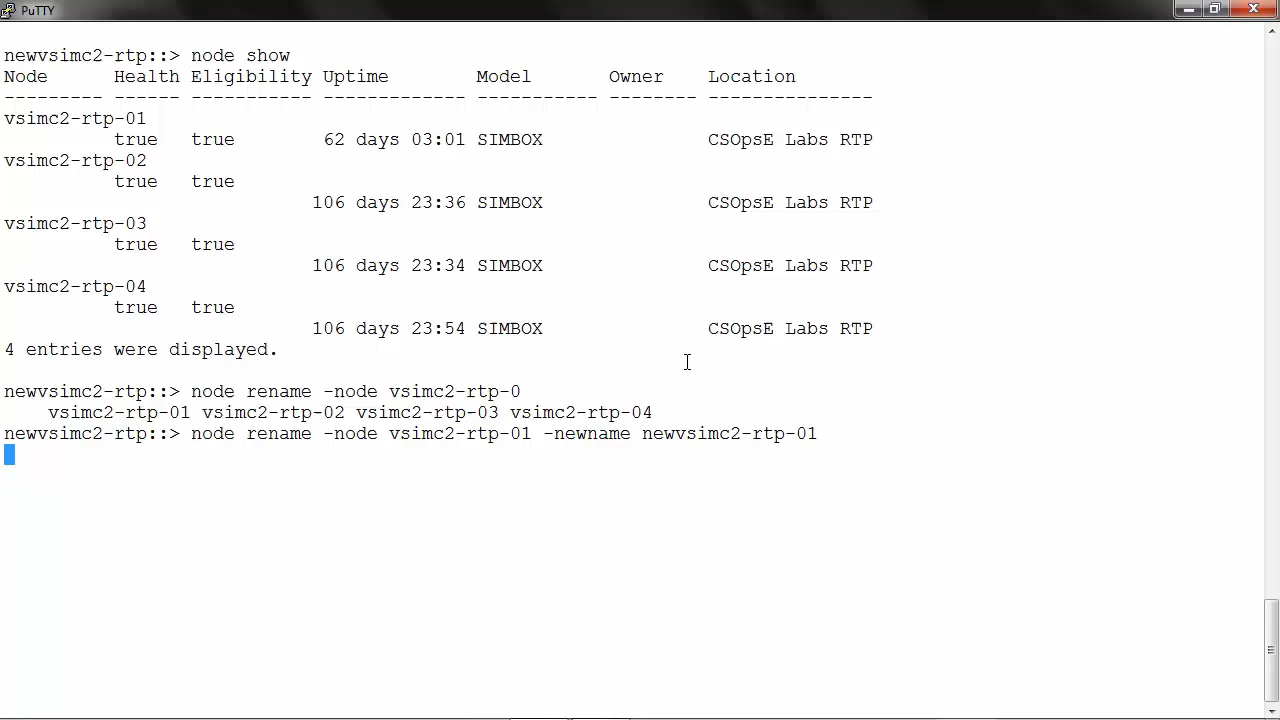 PuTTY
newvsimc2-rtp::> node show
Node      Health Eligibility Uptime        Model       Owner    Location
--------- ------ ----------- ------------- ----------- -------- ---------------
vsimc2-rtp-01
          true   true        62 days 03:01 SIMBOX               CSOpsE Labs RTP
vsimc2-rtp-02
          true   true
                            106 days 23:36 SIMBOX               CSOpsE Labs RTP
vsimc2-rtp-03
          true   true
                            106 days 23:34 SIMBOX               CSOpsE Labs RTP
vsimc2-rtp-04
          true   true
                            106 days 23:54 SIMBOX               CSOpsE Labs RTP
4 entries were displayed.
newvsimc2-rtp::> node rename -node vsimc2-rtp-0
    vsimc2-rtp-01 vsimc2-rtp-02 vsimc2-rtp-03 vsimc2-rtp-04
newvsimc2-rtp::> node rename -node vsimc2-rtp-01 -newname newvsimc2-rtp-01